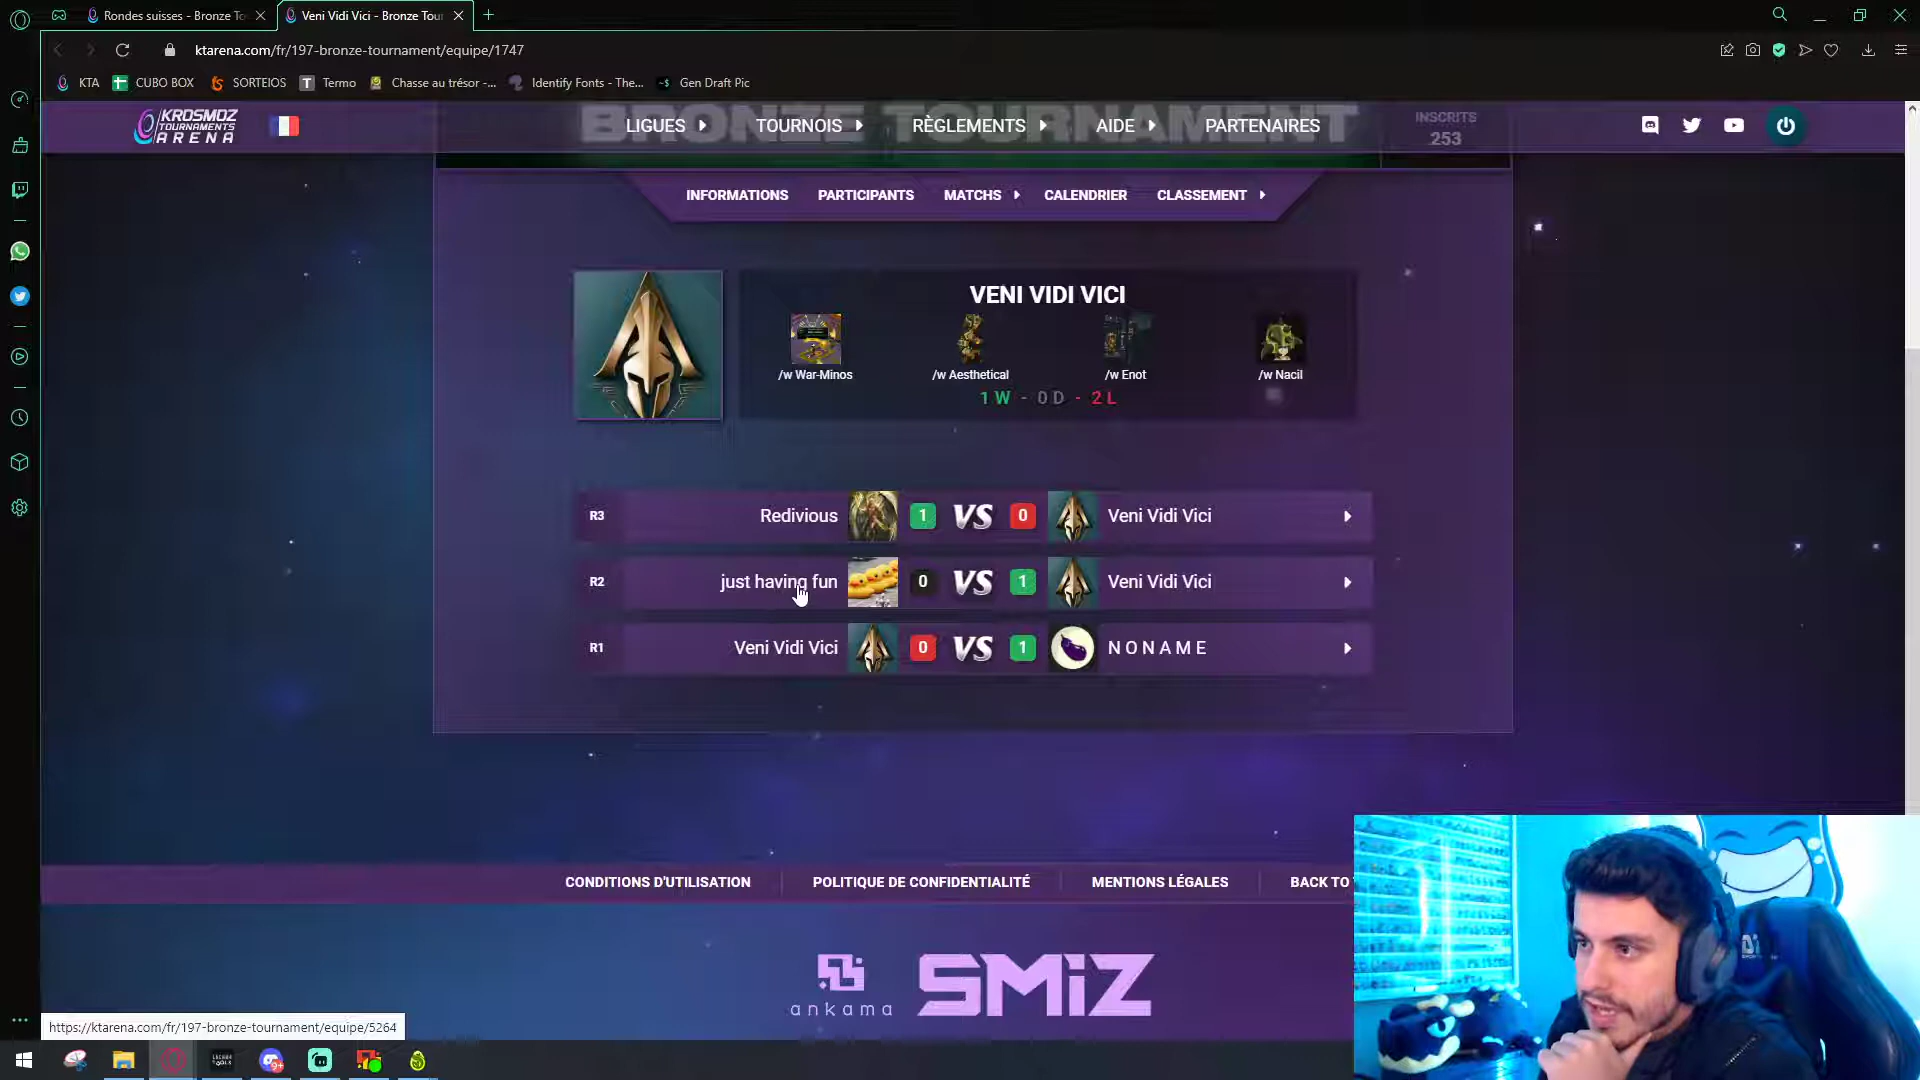 Rondes suisses - Bronze To
Veni Vidi Vici - Bronze Tour
ktarena.com/fr/197-bronze-tournament/equipe/1747
KTA
CUBO BOX
SORTEIOS
Termo
Chasse au trésor -...
Identify Fonts - The...
Gen Draft Pic
KROSMOZ
TOURNAMENTS
ARENA
BRONZE TOURNAMENT
LIGUES
TOURNOIS
RÈGLEMENTS
AIDE
PARTENAIRES
INSCRITS
253
INFORMATIONS
PARTICIPANTS
MATCHS
CALENDRIER
CLASSEMENT
VENI VIDI VICI
/w War-Minos
/w Aesthetical
/w Enot
/w Nacil
1 W - 0 D - 2 L
R3 Redivious 1 VS 0 Veni Vidi Vici
R2 just having fun 0 VS 1 Veni Vidi Vici
R1 Veni Vidi Vici 0 VS 1 N O N A M E
CONDITIONS D'UTILISATION
POLITIQUE DE CONFIDENTIALITÉ
MENTIONS LÉGALES
BACK TO
ankama
SMiZ
https://ktarena.com/fr/197-bronze-tournament/equipe/5264